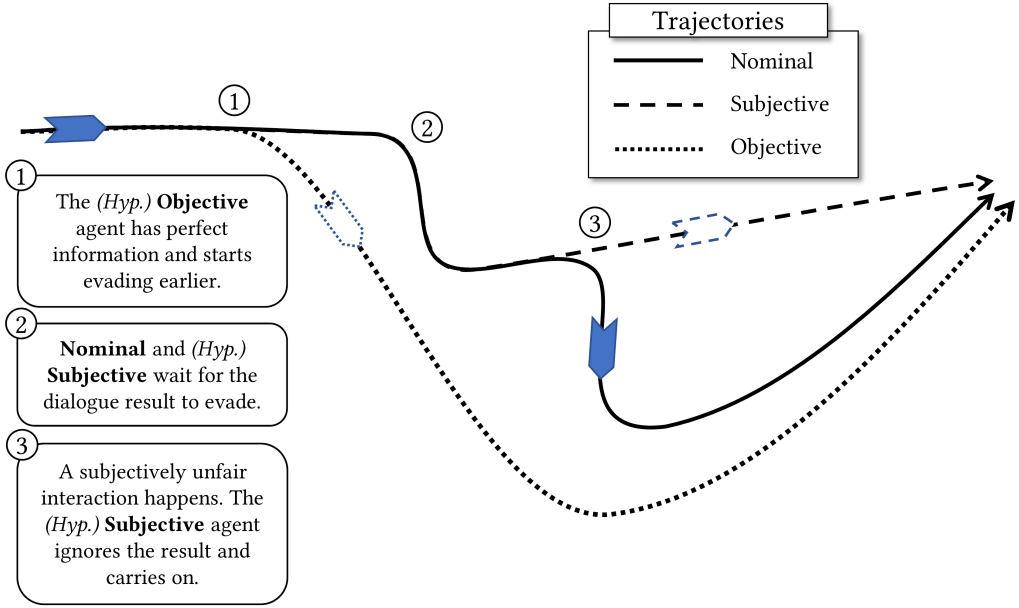 Trajectories
Nominal
Subjective
Objective
1
2
3
1
The (Hyp.) Objective
agent has perfect
information and starts
evading earlier.
2
Nominal and (Hyp.)
Subjective wait for the
dialogue result to evade.
3
A subjectively unfair
interaction happens. The
(Hyp.) Subjective agent
ignores the result and
carries on.